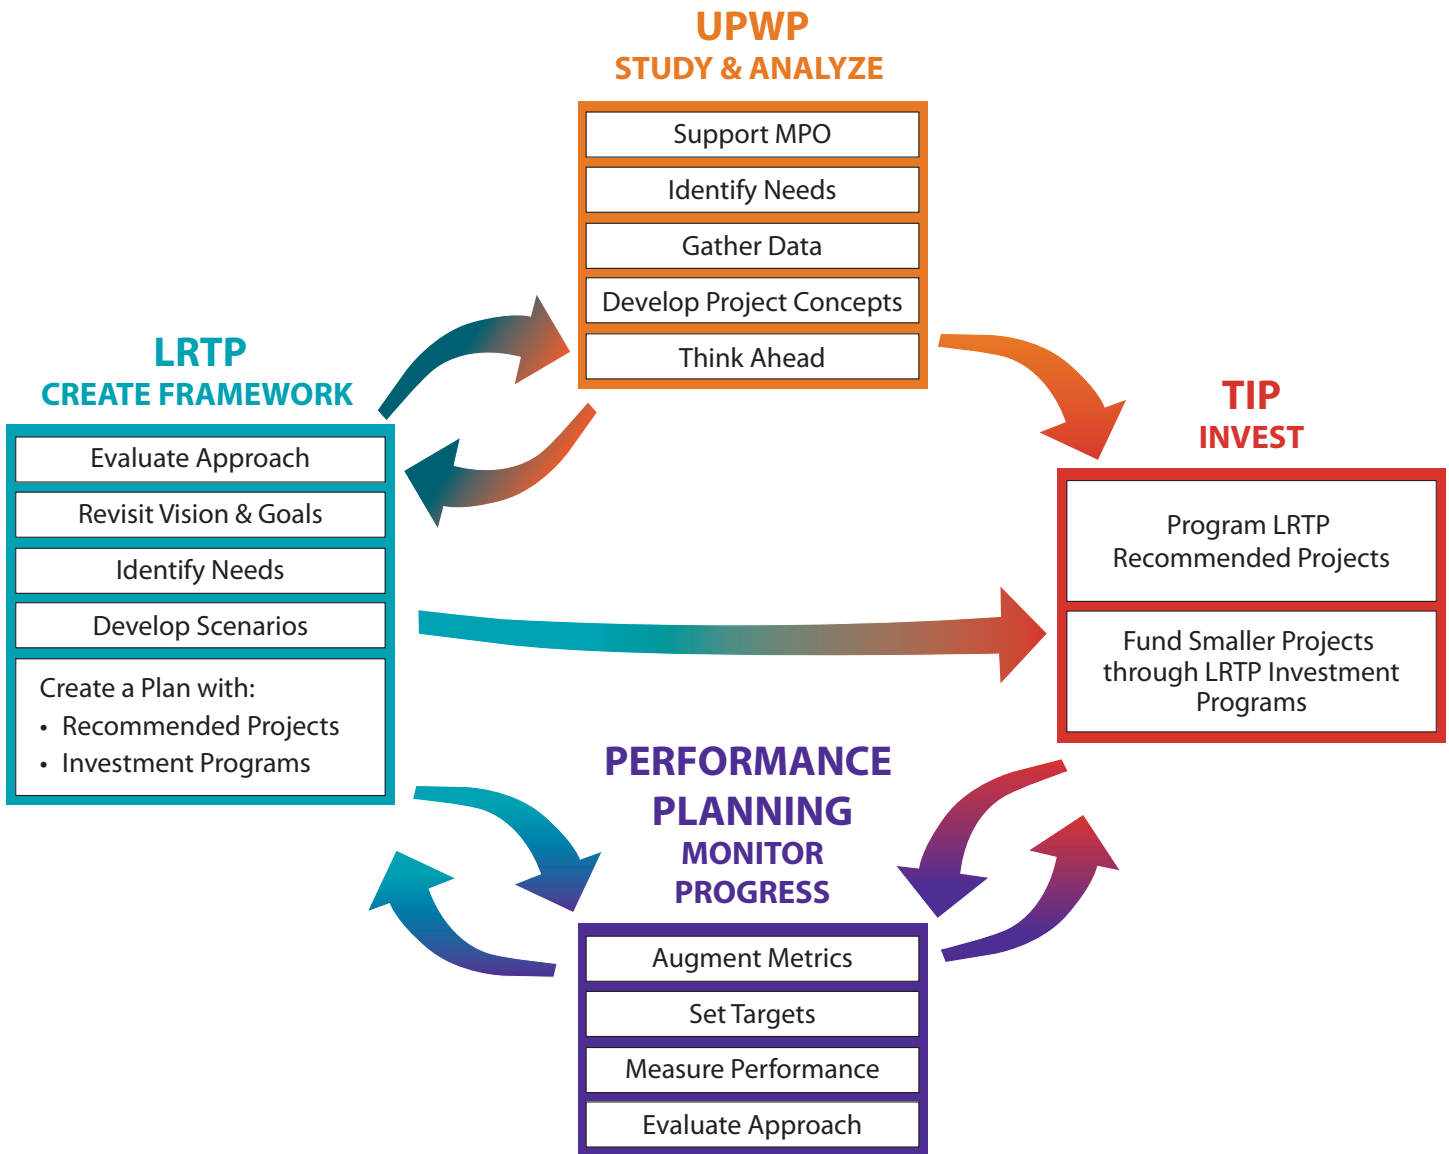 UPWP
STUDY & ANALYZE
Support MPO
Identify Needs
Gather Data
Develop Project Concepts
Think Ahead
LRTP
CREATE FRAMEWORK
Evaluate Approach
Revisit Vision & Goals
Identify Needs
Develop Scenarios
Create a Plan with:
• Recommended Projects
• Investment Programs
TIP
INVEST
Program LRTP
Recommended Projects
Fund Smaller Projects
through LRTP Investment
Programs
PERFORMANCE
PLANNING
MONITOR
PROGRESS
Augment Metrics
Set Targets
Measure Performance
Evaluate Approach